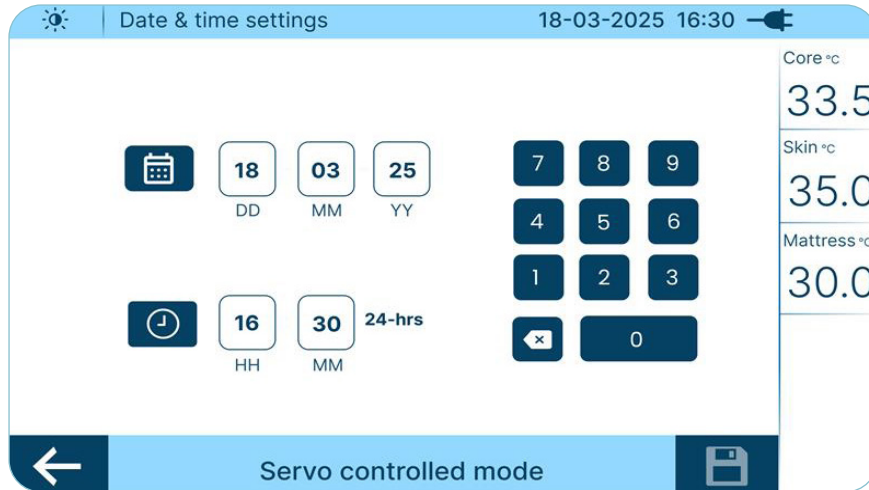 Date & time settings 18-03-2025 16:30
Core °C
33.5
Skin °C
35.0
Mattress °C
30.0
18 03 25
DD MM YY
16 30 24-hrs
HH MM
7 8 9
4 5 6
1 2 3
0
Servo controlled mode